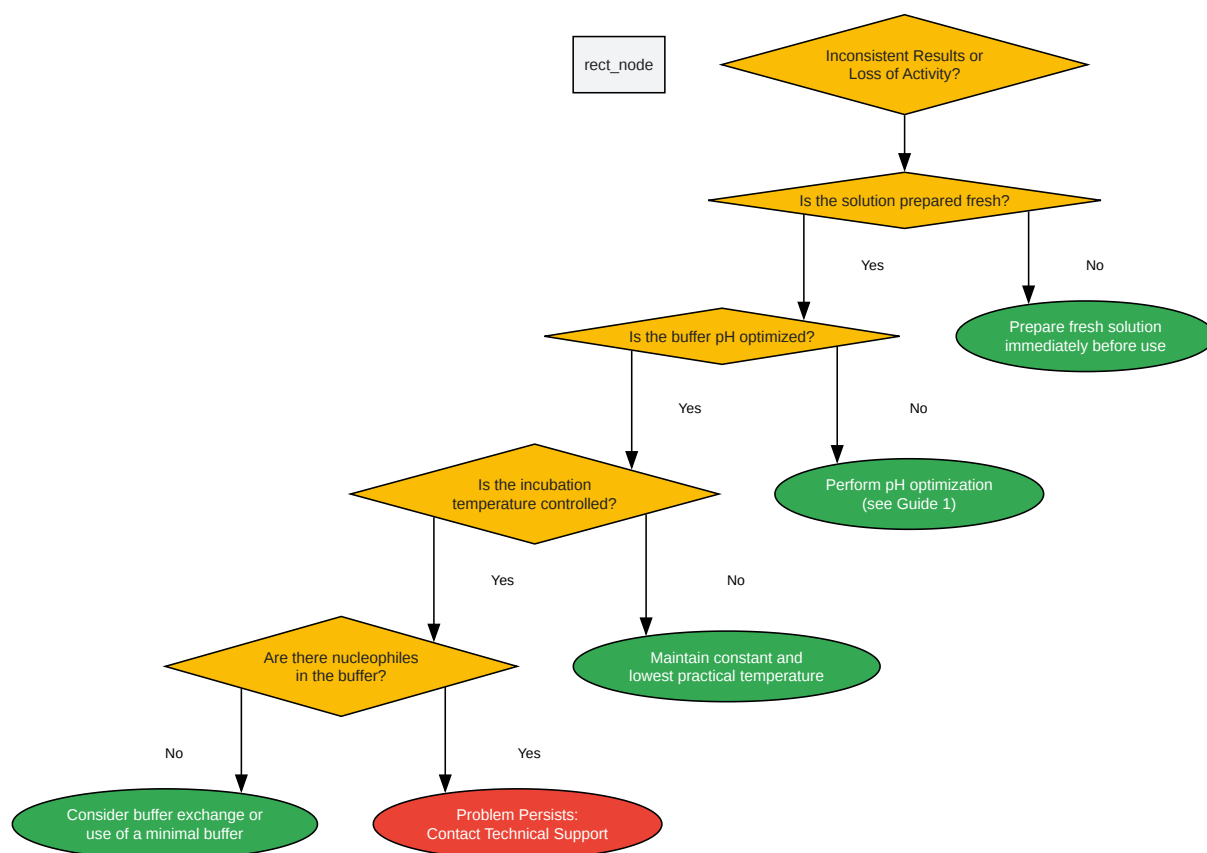 rect_node
Inconsistent Results or
Loss of Activity?
Is the solution prepared fresh?
Yes
No
Is the buffer pH optimized?
Prepare fresh solution
immediately before use
Yes
No
Is the incubation
temperature controlled?
Perform pH optimization
(see Guide 1)
Yes
No
Are there nucleophiles
in the buffer?
Maintain constant and
lowest practical temperature
No
Yes
Consider buffer exchange or
use of a minimal buffer
Problem Persists:
Contact Technical Support